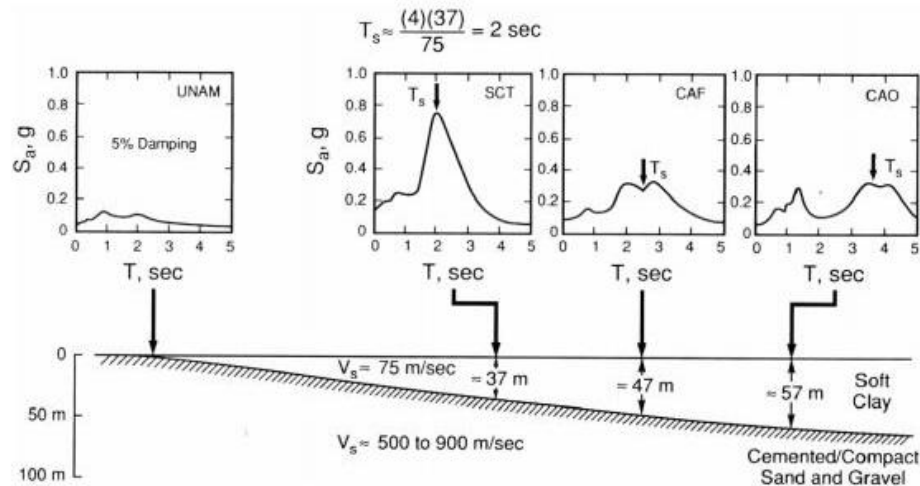 Ts≈ (4)(37)/75 = 2 sec
1.0
0.8
0.6
0.4
0.2
0
UNAM
5% Damping
Sa, g
0 1 2 3 4 5
T, sec
1.0
0.8
0.6
0.4
0.2
0
Ts
SCT
Sa, g
0 1 2 3 4 5
T, sec
1.0
0.8
0.6
0.4
0.2
0
CAF
Ts
0 1 2 3 4 5
T, sec
1.0
0.8
0.6
0.4
0.2
0
CAO
Ts
0 1 2 3 4 5
T, sec
0
50 m
100 m
Vs≈ 75 m/sec
≈37 m
≈47 m
≈57 m
Soft
Clay
Vs≈ 500 to 900 m/sec
Cemented/Compact
Sand and Gravel